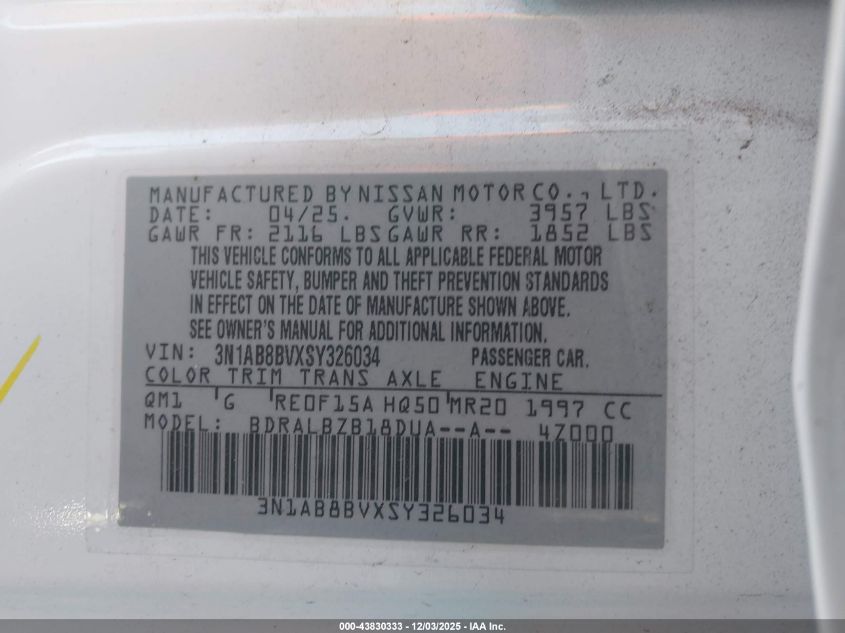 MANUFACTURED BY NISSAN MOTOR CO., LTD.
DATE: 04/25. GVWR: 3957 LBS
GAWR FR: 2116 LBS GAWR RR: 1852 LBS
THIS VEHICLE CONFORMS TO ALL APPLICABLE FEDERAL MOTOR
VEHICLE SAFETY, BUMPER AND THEFT PREVENTION STANDARDS
IN EFFECT ON THE DATE OF MANUFACTURE SHOWN ABOVE.
SEE OWNER'S MANUAL FOR ADDITIONAL INFORMATION.
VIN: 3N1AB8BVXSY326034 PASSENGER CAR.
COLOR TRIM TRANS AXLE ENGINE
QM1 G RE0F15A HQ50 MR20 1997 CC
MODEL: BDRALBZB18DUA--A-- 4Z000
3N1AB8BVXSY326034
000-43830333 - 12/03/2025 - IAA Inc.